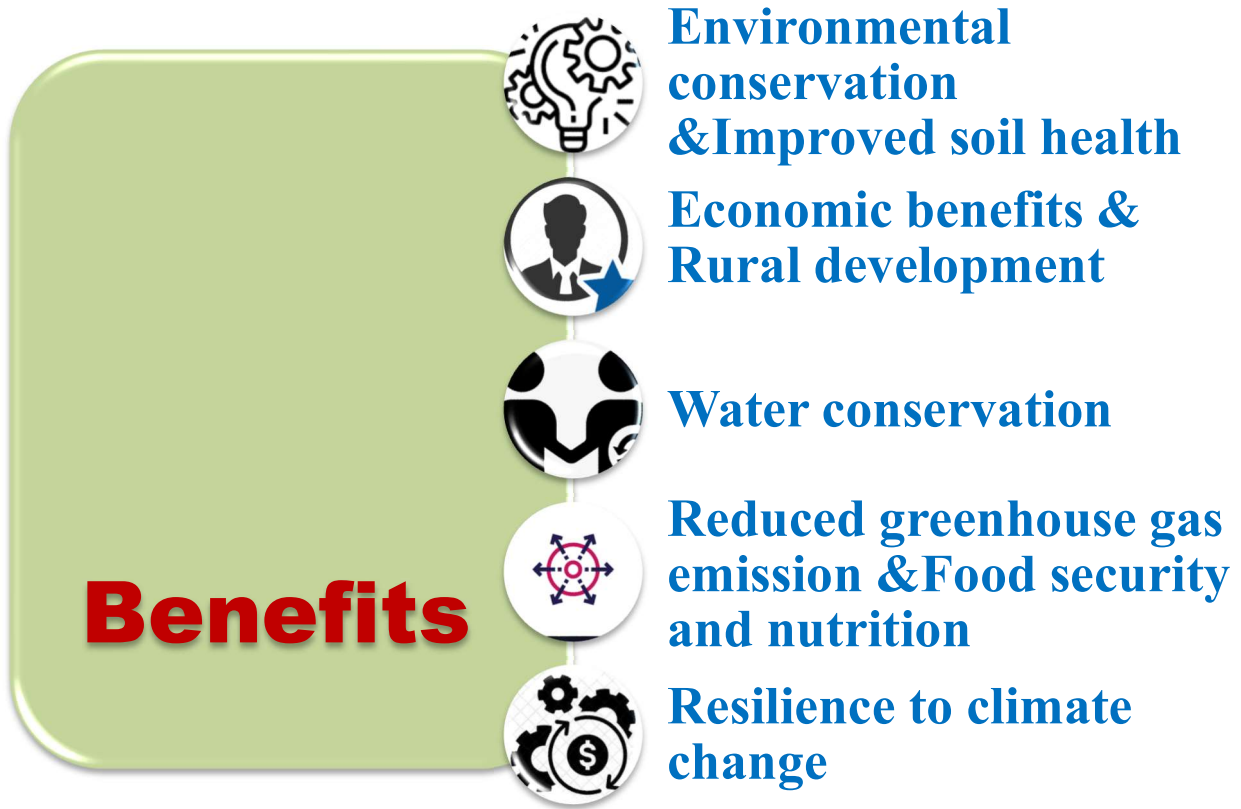 Environmental
conservation
&Improved soil health
Economic benefits &
Rural development
Water conservation
Reduced greenhouse gas
emission &Food security
and nutrition
Resilience to climate
change
Benefits
$